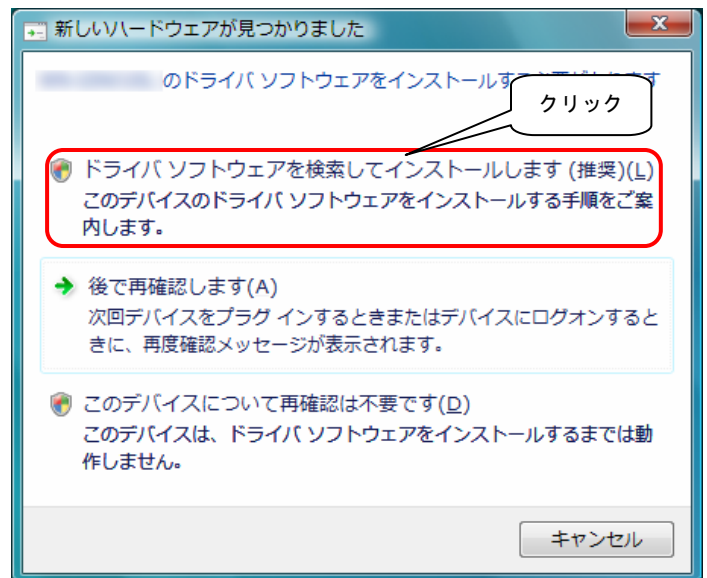 新しいハードウェアが見つかりました
のドライバ ソフトウェアをインストールす
クリック
ドライバ ソフトウェアを検索してインストールします (推奨)(L)
このデバイスのドライバ ソフトウェアをインストールする手順をご案
内します。
後で再確認します(A)
次回デバイスをプラグ インするときまたはデバイスにログオンすると
きに、再度確認メッセージが表示されます。
このデバイスについて再確認は不要です(D)
このデバイスは、ドライバ ソフトウェアをインストールするまでは動
作しません。
キャンセル